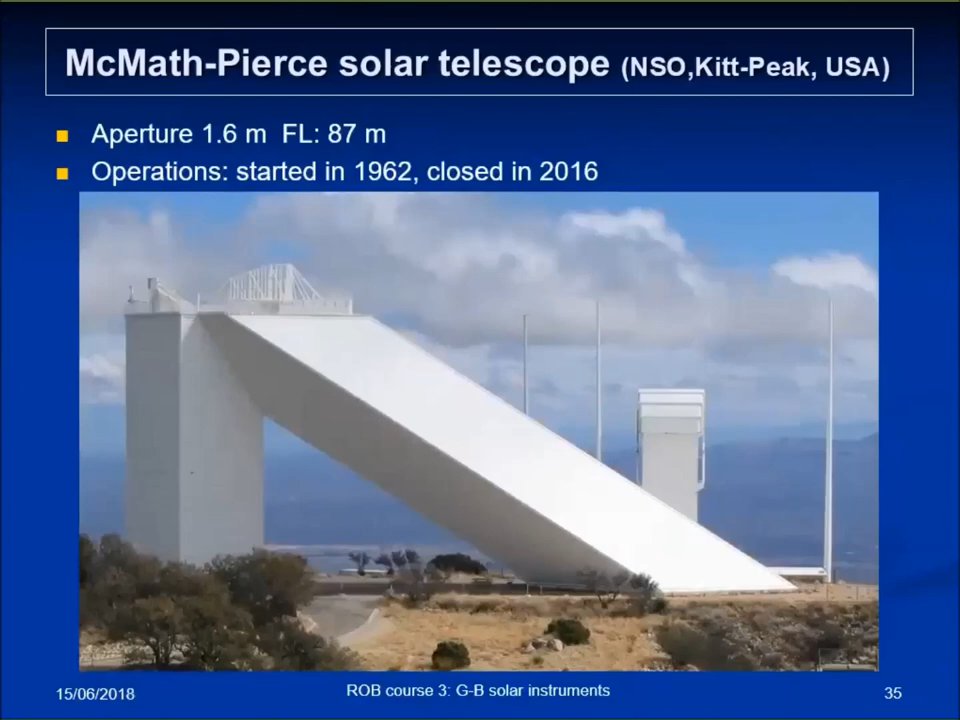 McMath-Pierce solar telescope (NSO,Kitt-Peak, USA)
Aperture 1.6 m FL: 87 m
Operations: started in 1962, closed in 2016
15/06/2018
ROB course 3: G-B solar instruments
35